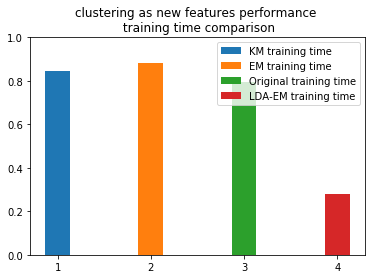 clustering as new features performance
training time comparison
1.0
0.8
0.6
0.4
0.2
0.0
KM training time
EM training time
Original training time
LDA-EM training time
1 2 3 4